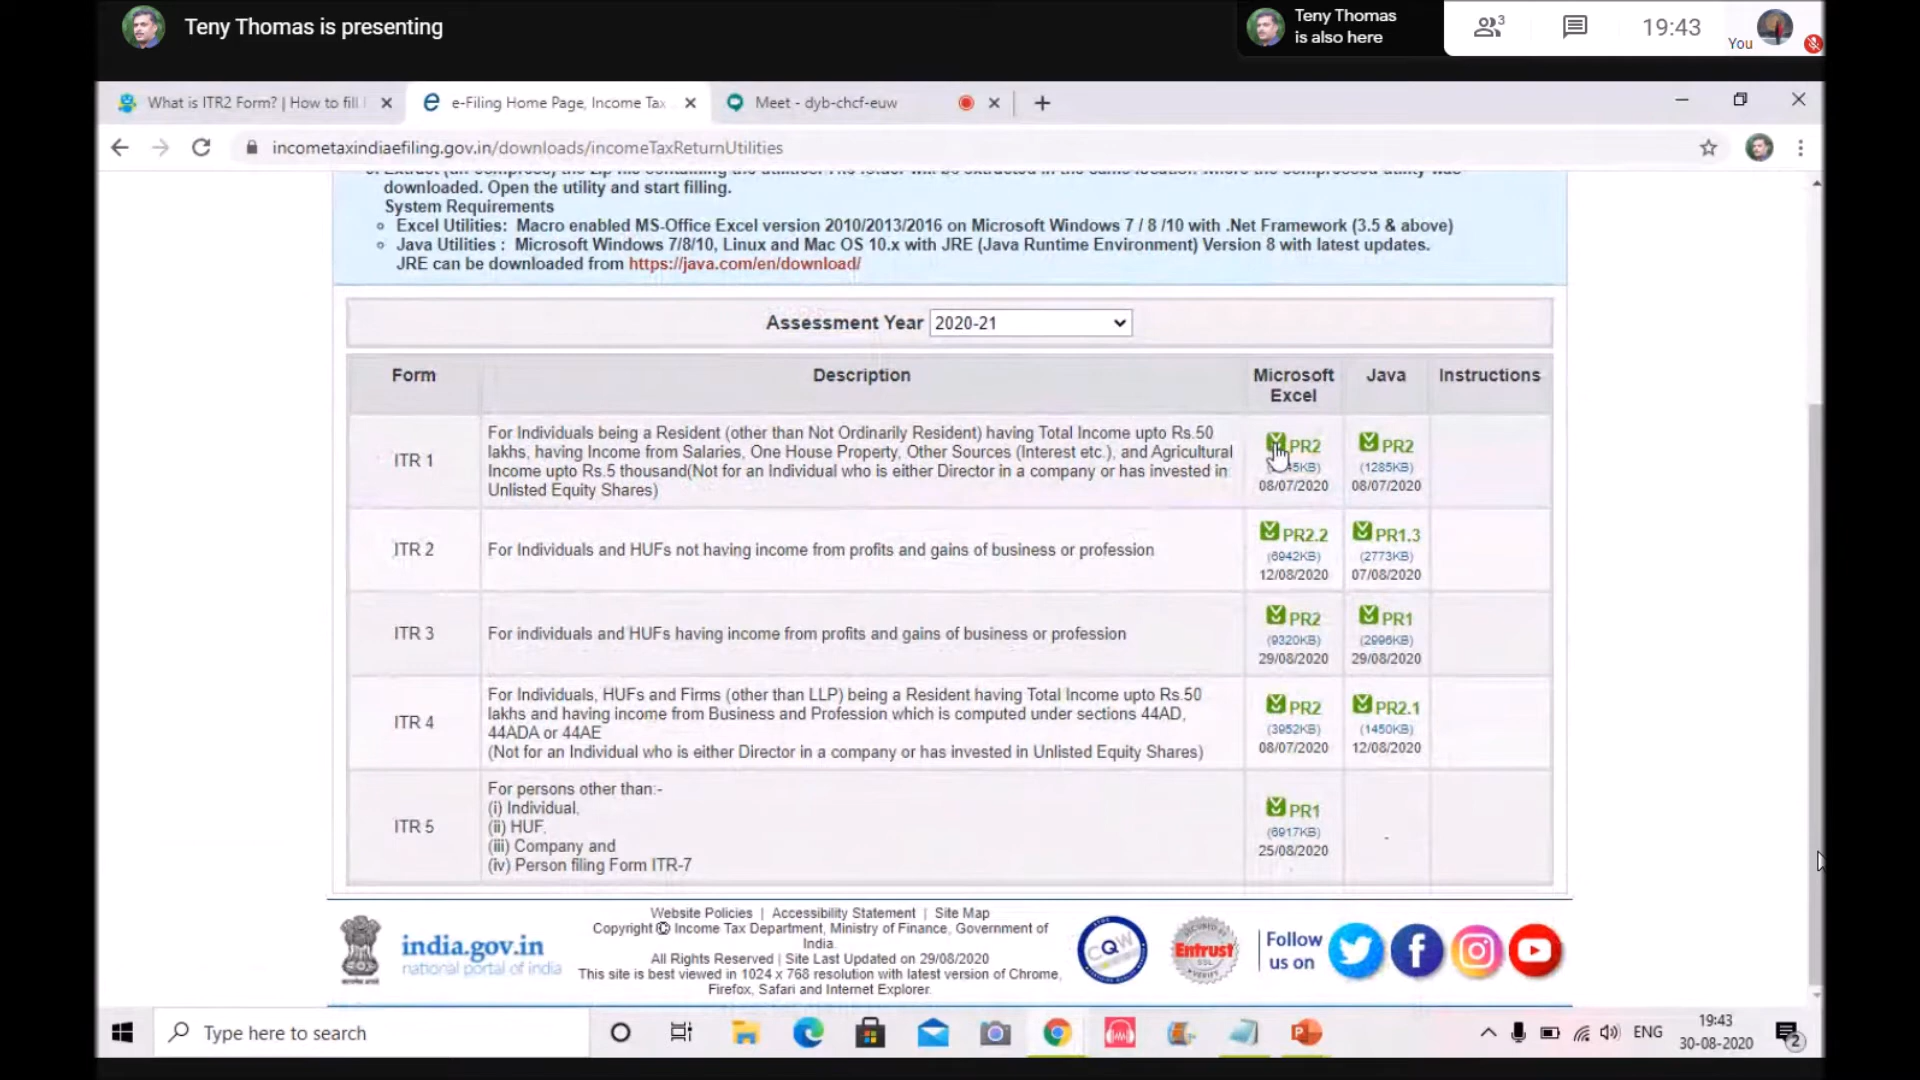 Teny Thomas is presenting
Teny Thomas
is also here
3
19:43
You
What is ITR2 Form? | How to fill
e-Filing Home Page, Income Tax
Meet - dyb-chcf-euw
incometaxindiaefiling.gov.in/downloads/incomeTaxReturnUtilities
downloaded. Open the utility and start filling.
System Requirements
Excel Utilities: Macro enabled MS-Office Excel version 2010/2013/2016 on Microsoft Windows 7 / 8 /10 with .Net Framework (3.5 & above)
Java Utilities : Microsoft Windows 7/8/10, Linux and Mac OS 10.x with JRE (Java Runtime Environment) Version 8 with latest updates.
JRE can be downloaded from https://java.com/en/download/
Assessment Year 2020-21
Form Description Microsoft Excel Java Instructions
ITR 1
For Individuals being a Resident (other than Not Ordinarily Resident) having Total Income upto Rs.50
lakhs, having Income from Salaries, One House Property, Other Sources (Interest etc.), and Agricultural
Income upto Rs.5 thousand(Not for an Individual who is either Director in a company or has invested in
Unlisted Equity Shares)
PR2
08/07/2020
PR2
(1285KB)
08/07/2020
ITR 2
For Individuals and HUFs not having income from profits and gains of business or profession
PR2.2
(6942KB)
12/08/2020
PR1.3
(2773KB)
07/08/2020
ITR 3
For individuals and HUFs having income from profits and gains of business or profession
PR2
(9320KB)
29/08/2020
PR1
(2996KB)
29/08/2020
ITR 4
For Individuals, HUFs and Firms (other than LLP) being a Resident having Total Income upto Rs.50
lakhs and having income from Business and Profession which is computed under sections 44AD,
44ADA or 44AE
(Not for an Individual who is either Director in a company or has invested in Unlisted Equity Shares)
PR2
(3952KB)
08/07/2020
PR2.1
(1450KB)
12/08/2020
ITR 5
For persons other than:-
(i) Individual,
(ii) HUF,
(iii) Company and
(iv) Person filing Form ITR-7
PR1
(6917KB)
25/08/2020
-
india.gov.in
national portal of india
Website Policies | Accessibility Statement | Site Map
Copyright © Income Tax Department, Ministry of Finance, Government of
India.
All Rights Reserved | Site Last Updated on 29/08/2020
This site is best viewed in 1024 x 768 resolution with latest version of Chrome,
Firefox, Safari and Internet Explorer.
CQW
Entrust
Follow
us on
Type here to search
ENG
19:43
30-08-2020
2